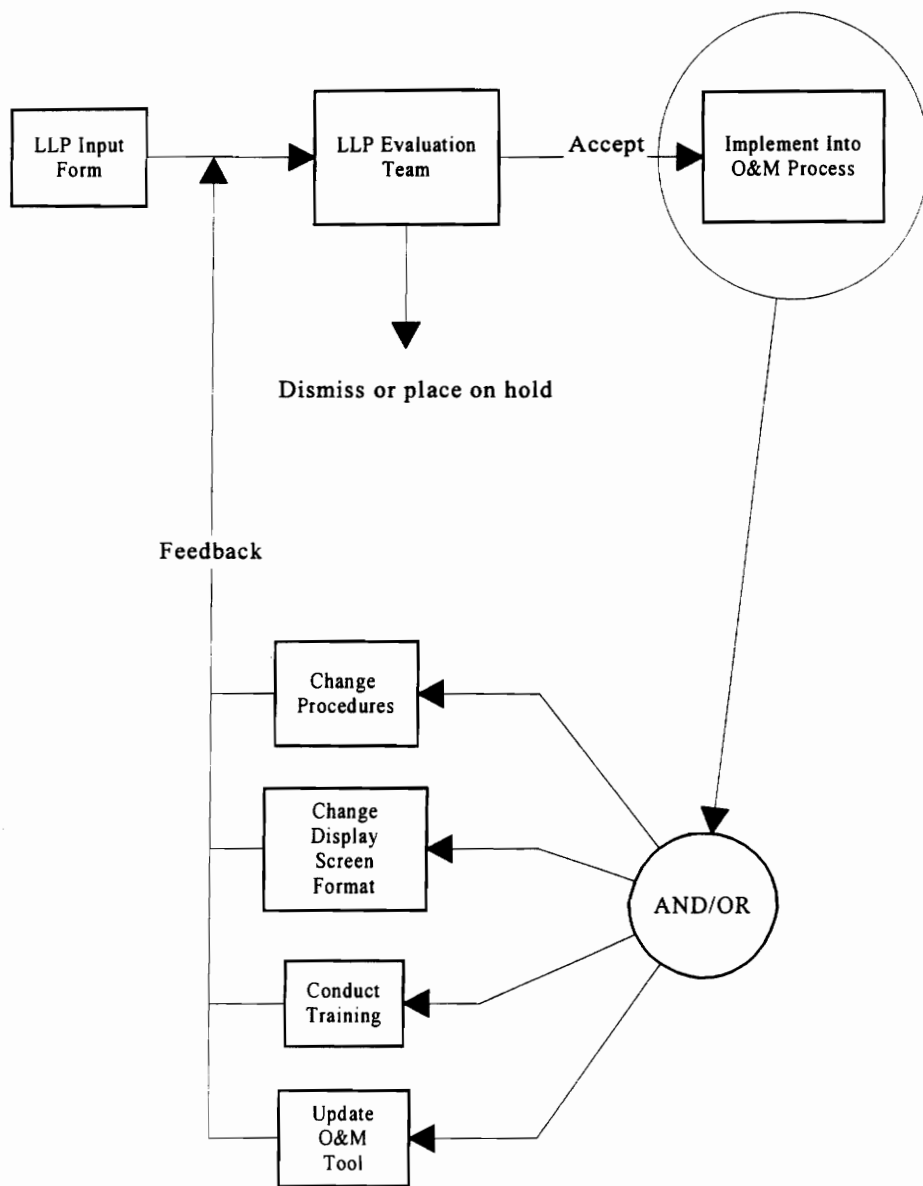 LLP Input
Form
LLP Evaluation
Team
Accept
Implement Into
O&M Process
Dismiss or place on hold
Feedback
Change
Procedures
Change
Display
Screen
Format
AND/OR
Conduct
Training
Update
O&M
Tool